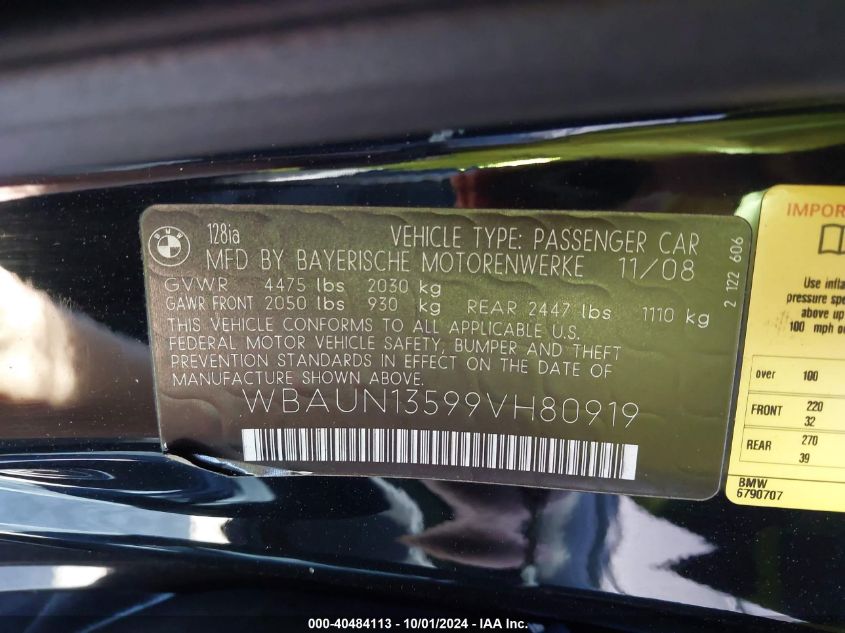 BMW
128ia
VEHICLE TYPE: PASSENGER CAR
MFD BY BAYERISCHE MOTORENWERKE 11/08
GVWR 4475 lbs 2030 kg
GAWR FRONT 2050 lbs 930 kg REAR 2447 lbs 1110 kg
THIS VEHICLE CONFORMS TO ALL APPLICABLE U.S.
FEDERAL MOTOR VEHICLE SAFETY, BUMPER AND THEFT
PREVENTION STANDARDS IN EFFECT ON THE DATE OF
MANUFACTURE SHOWN ABOVE.
WBAUN13599VH80919
2 122 606
Use
pressure
above up
100 mph
over 100
FRONT 220
32
REAR 270
39
BMW
6790707
000-40484113 - 10/01/2024 - IAA Inc.